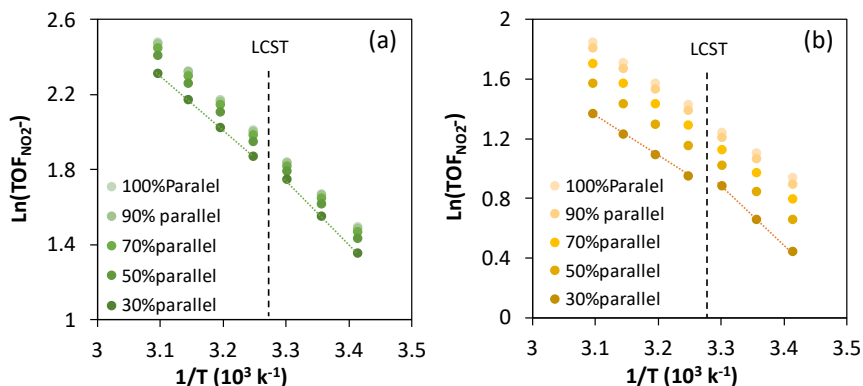 (a)
LCST
Ln(TOF_NO2-)
2.6
2.2
1.8
1.4
1
100%Paralel
90% parallel
70%parallel
50%parallel
30%parallel
3 3.1 3.2 3.3 3.4 3.5
1/T (10³ k⁻¹)
(b)
LCST
Ln(TOF_NO2-)
2
1.6
1.2
0.8
0.4
0
100%Paralel
90% parallel
70%parallel
50%parallel
30%parallel
3 3.1 3.2 3.3 3.4 3.5
1/T (10³ k⁻¹)